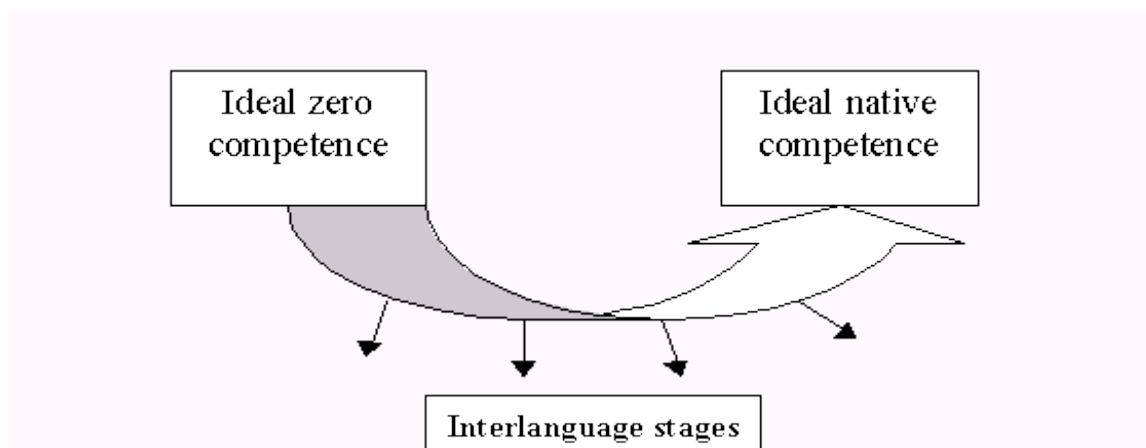 Ideal zero
competence
Ideal native
competence
Interlanguage stages